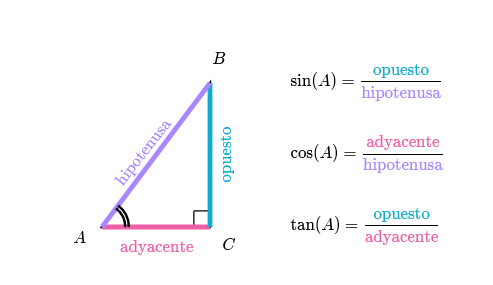 B
hipotenusa
opuesto
A
adyacente
C
sin(A) = opuesto / hipotenusa
cos(A) = adyacente / hipotenusa
tan(A) = opuesto / adyacente